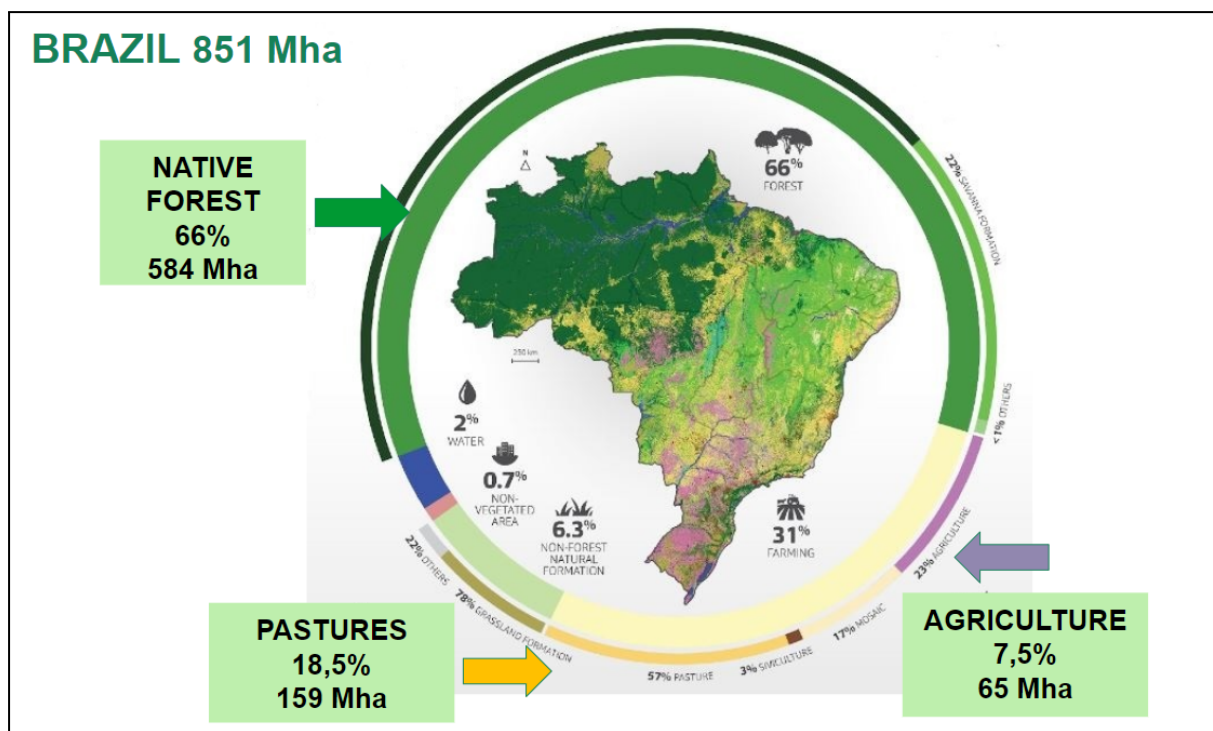 BRAZIL 851 Mha
NATIVE
FOREST
66%
584 Mha
N
66%
FOREST
22% SAVANNA FORMATION
<1% OTHERS
250 km
2%
WATER
0.7%
NON-
VEGETATED
AREA
6.3%
NON-FOREST
NATURAL
FORMATION
31%
FARMING
23% AGRICULTURE
17% MOSAIC
3% SIVICULTURE
57% PASTURE
78% GRASSLAND FORMATION
22% OTHERS
PASTURES
18,5%
159 Mha
AGRICULTURE
7,5%
65 Mha